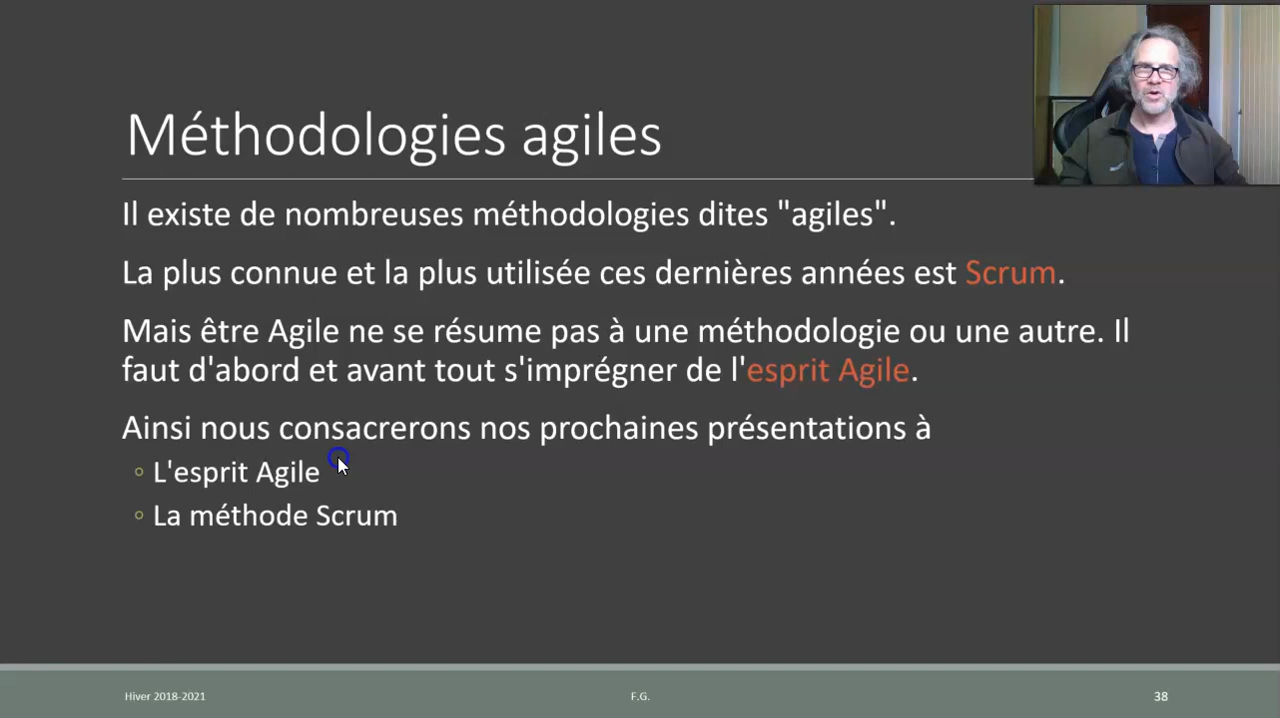 Méthodologies agiles
Il existe de nombreuses méthodologies dites "agiles".
La plus connue et la plus utilisée ces dernières années est Scrum.
Mais être Agile ne se résume pas à une méthodologie ou une autre. Il
faut d'abord et avant tout s'imprégner de l'esprit Agile.
Ainsi nous consacrerons nos prochaines présentations à
◦ L'esprit Agile
◦ La méthode Scrum
Hiver 2018-2021
F.G.
38